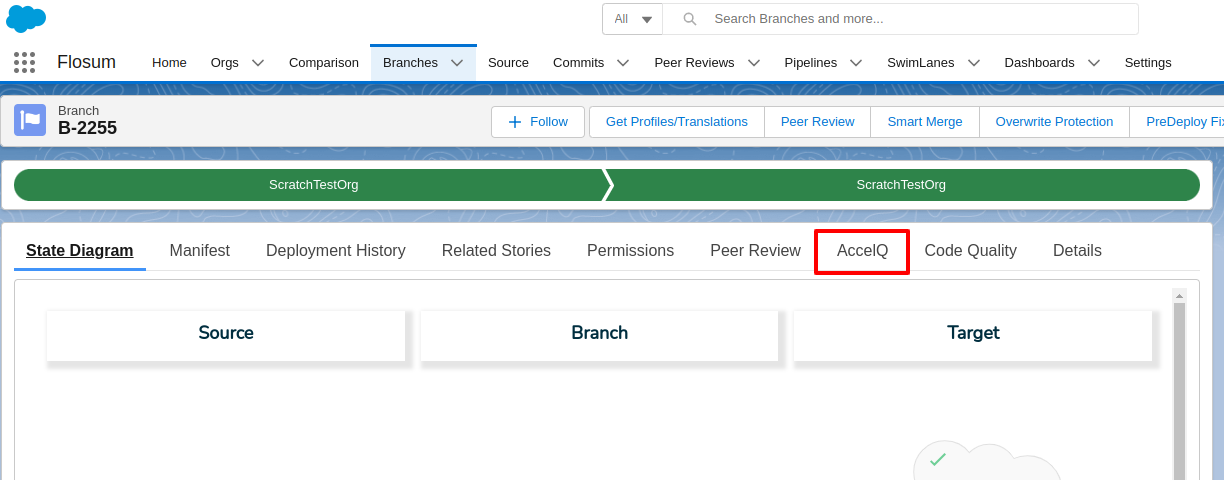 All
Search Branches and more...
Flosum Home Orgs Comparison Branches Source Commits Peer Reviews Pipelines SwimLanes Dashboards Settings
Branch
B-2255
Follow Get Profiles/Translations Peer Review Smart Merge Overwrite Protection PreDeploy Fix
ScratchTestOrg ScratchTestOrg
State Diagram Manifest Deployment History Related Stories Permissions Peer Review AccelQ Code Quality Details
Source Branch Target